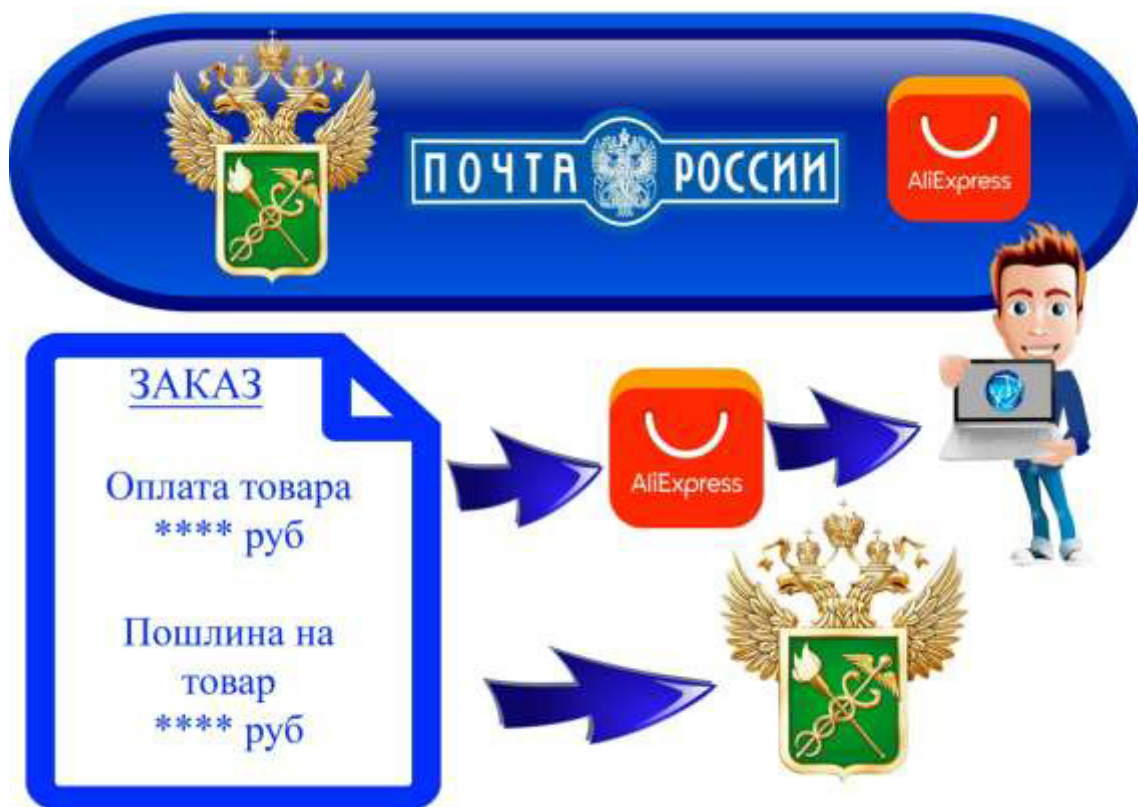 ПОЧТА РОССИИ
AliExpress
ЗАКАЗ
Оплата товара
**** руб
AliExpress
Пошлина на
товар
**** руб